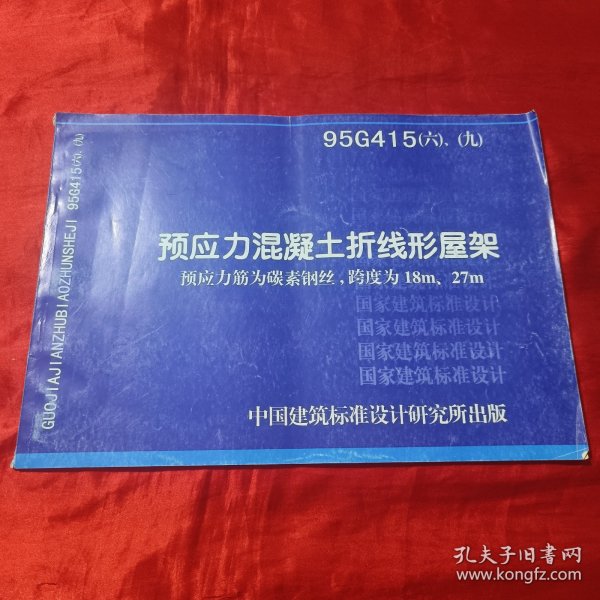 95G415(六)、(九)
GUOJIAJIANZHUBIAOZHUNSHEJI 95G415(六)、(九)
预应力混凝土折线形屋架
预应力筋为碳素钢丝,跨度为18m、27m
国家建筑标准设计
国家建筑标准设计
国家建筑标准设计
国家建筑标准设计
中国建筑标准设计研究所出版
孔夫子旧书网
www.kongfz.com